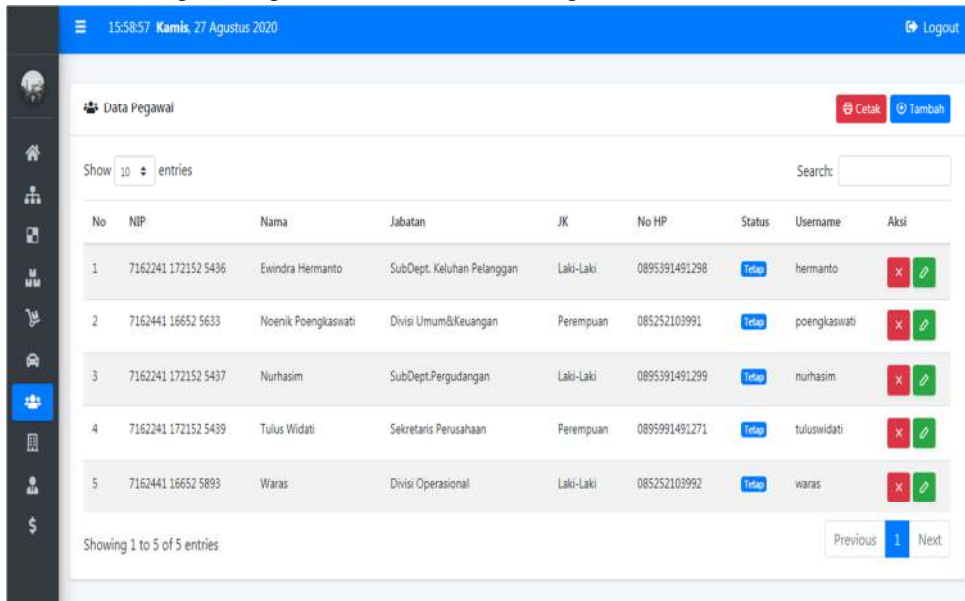 15:58:57 Kamis, 27 Agustus 2020 Logout
Data Pegawai Cetak Tambah
Show 10 entries Search:
No NIP Nama Jabatan JK No HP Status Username Aksi
1 7162241 172152 5436 Ewindra Hermanto SubDept. Keluhan Pelanggan Laki-Laki 0895391491298 Tetap hermanto
2 7162441 16652 5633 Noenik Poengkaswati Divisi Umum&Keuangan Perempuan 085252103991 Tetap poengkaswati
3 7162241 172152 5437 Nurhasim SubDept.Pergudangan Laki-Laki 0895391491299 Tetap nurhasim
4 7162241 172152 5439 Tulus Widati Sekretaris Perusahaan Perempuan 0895991491271 Tetap tuluswidati
5 7162441 16652 5893 Waras Divisi Operasional Laki-Laki 085252103992 Tetap waras
Showing 1 to 5 of 5 entries Previous 1 Next